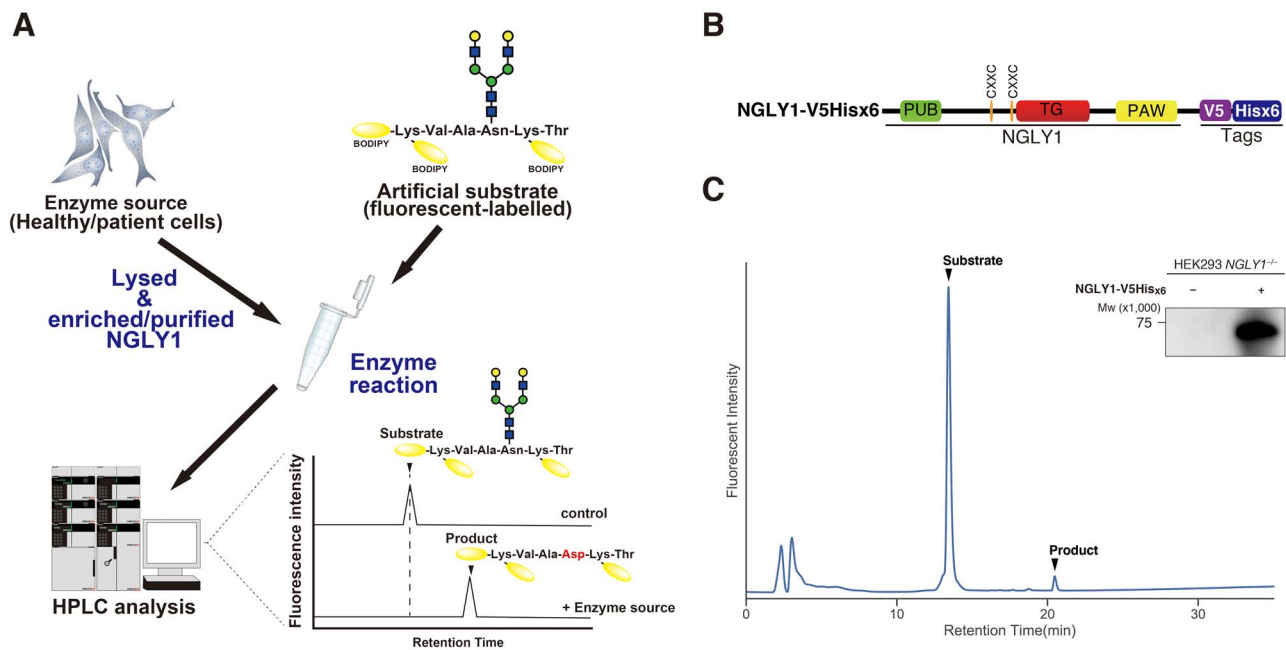 A
Enzyme source
(Healthy/patient cells)
-Lys-Val-Ala-Asn-Lys-Thr
BODIPY
BODIPY
BODIPY
Artificial substrate
(fluorescent-labelled)
Lysed
&
enriched/purified
NGLY1
Enzyme
reaction
HPLC analysis
Fluorescence intensity
Substrate
-Lys-Val-Ala-Asn-Lys-Thr
control
Product
-Lys-Val-Ala-Asp-Lys-Thr
+ Enzyme source
Retention Time
B
CXXC
CXXC
NGLY1-V5Hisx6
PUB
TG
PAW
V5
Hisx6
NGLY1
Tags
C
Substrate
Product
Fluorescent Intensity
0
10
20
30
Retention Time(min)
HEK293 NGLY1⁻/⁻
NGLY1-V5Hisx6
−
+
Mw (x1,000)
75